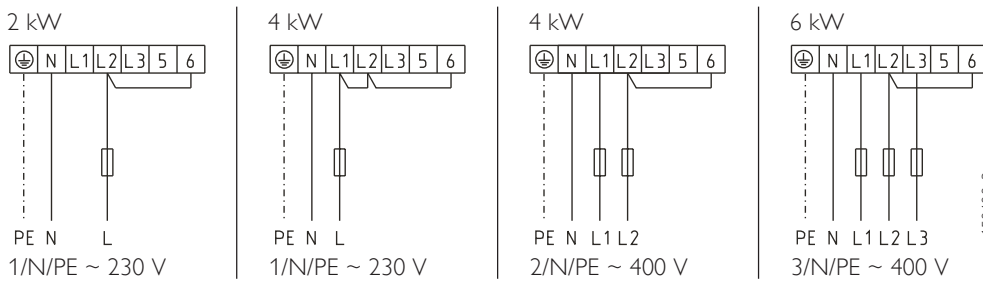 2 kW
N L1 L2 L3 5 6
PE N L
1/N/PE ~ 230 V
4 kW
N L1 L2 L3 5 6
PE N L
1/N/PE ~ 230 V
4 kW
N L1 L2 L3 5 6
PE N L1 L2
2/N/PE ~ 400 V
6 kW
N L1 L2 L3 5 6
PE N L1 L2 L3
3/N/PE ~ 400 V